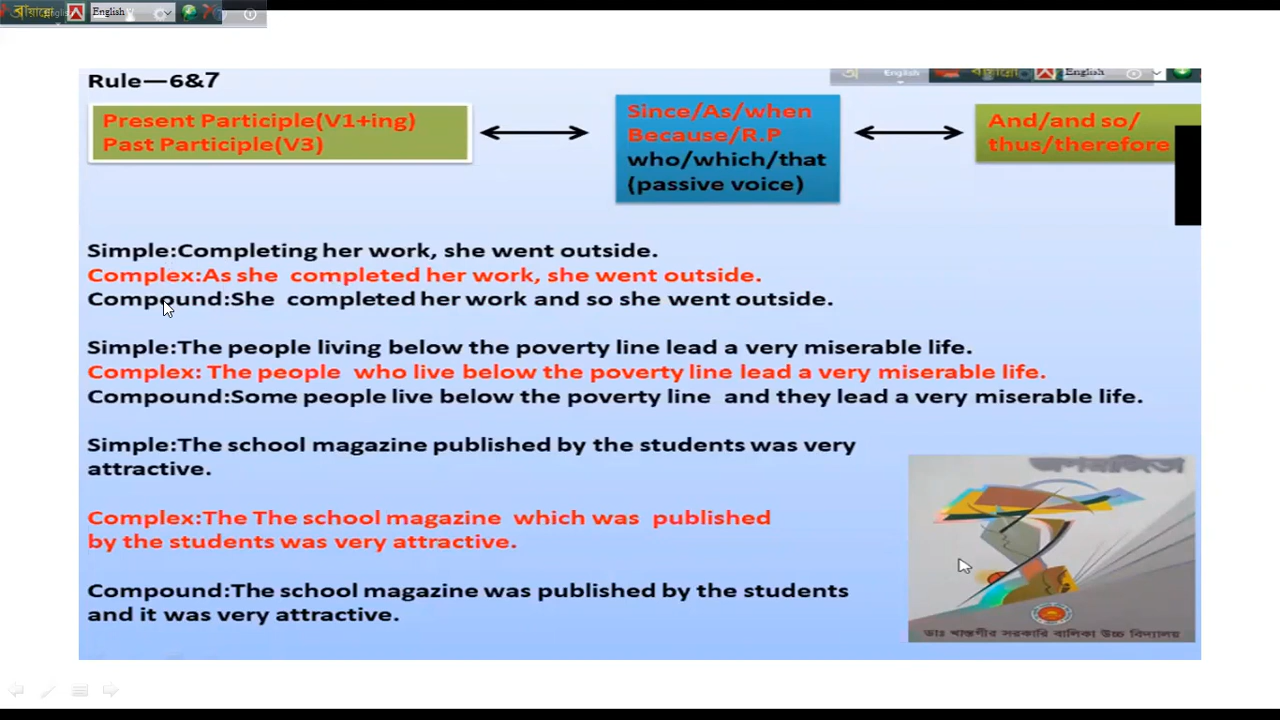 বায়ান্নো English
Rule—6&7
English
Present Participle(V1+ing)
Past Participle(V3)
Since/As/when
Because/R.P
who/which/that
(passive voice)
And/and so/
thus/therefore
Simple:Completing her work, she went outside.
Complex:As she completed her work, she went outside.
Compound:She completed her work and so she went outside.
Simple:The people living below the poverty line lead a very miserable life.
Complex: The people who live below the poverty line lead a very miserable life.
Compound:Some people live below the poverty line and they lead a very miserable life.
Simple:The school magazine published by the students was very
attractive.
Complex:The The school magazine which was published
by the students was very attractive.
Compound:The school magazine was published by the students
and it was very attractive.
অপরাজিতা
ডাঃ খাস্তগীর সরকারি বালিকা উচ্চ বিদ্যালয়